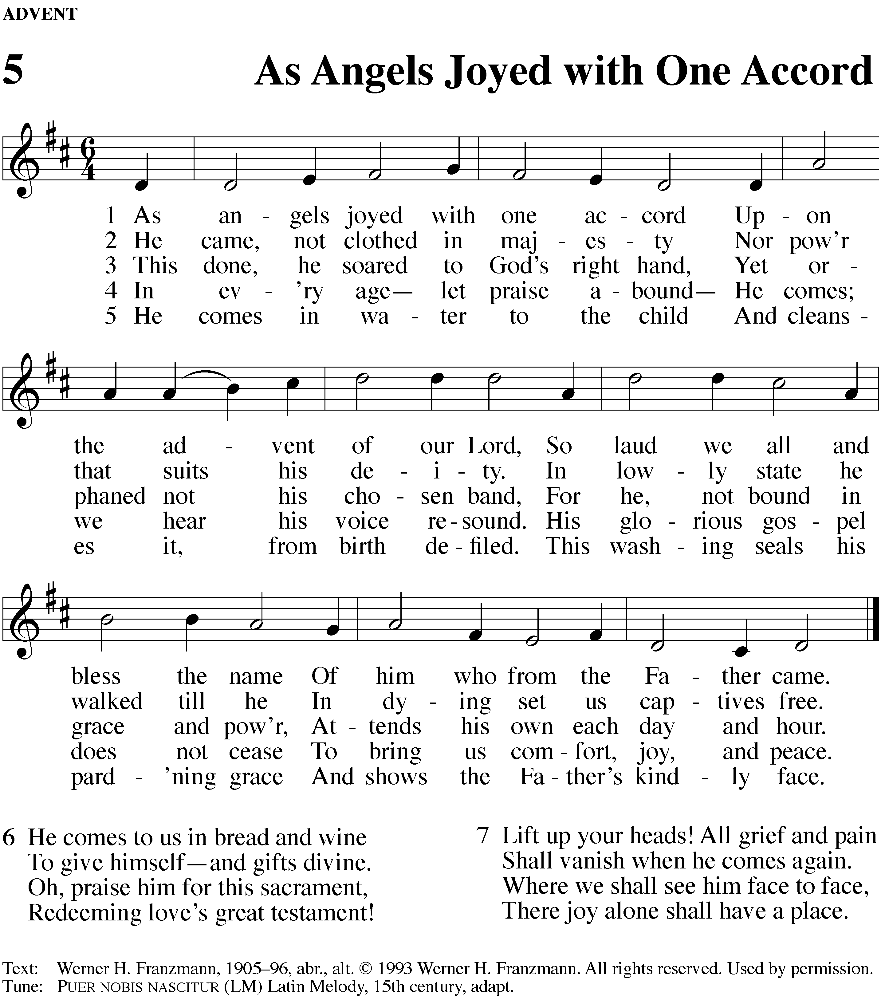 ADVENT
5 As Angels Joyed with One Accord
1 As an - gels joyed with one ac - cord Up - on
2 He came, not clothed in maj - es - ty Nor pow'r
3 This done, he soared to God's right hand, Yet or -
4 In ev - 'ry age— let praise a - bound— He comes;
5 He comes in wa - ter to the child And cleans -
the ad - vent of our Lord, So laud we all and
that suits his de - i - ty. In low - ly state he
phaned not his cho - sen band, For he, not bound in
we hear his voice re - sound. His glo - rious gos - pel
es it, from birth de - filed. This wash - ing seals his
bless the name Of him who from the Fa - ther came.
walked till he In dy - ing set us cap - tives free.
grace and pow'r, At - tends his own each day and hour.
does not cease To bring us com - fort, joy, and peace.
pard - 'ning grace And shows the Fa - ther's kind - ly face.
6 He comes to us in bread and wine
To give himself—and gifts divine.
Oh, praise him for this sacrament,
Redeeming love's great testament!
7 Lift up your heads! All grief and pain
Shall vanish when he comes again.
Where we shall see him face to face,
There joy alone shall have a place.
Text: Werner H. Franzmann, 1905–96, abr., alt. © 1993 Werner H. Franzmann. All rights reserved. Used by permission.
Tune: PUER NOBIS NASCITUR (LM) Latin Melody, 15th century, adapt.